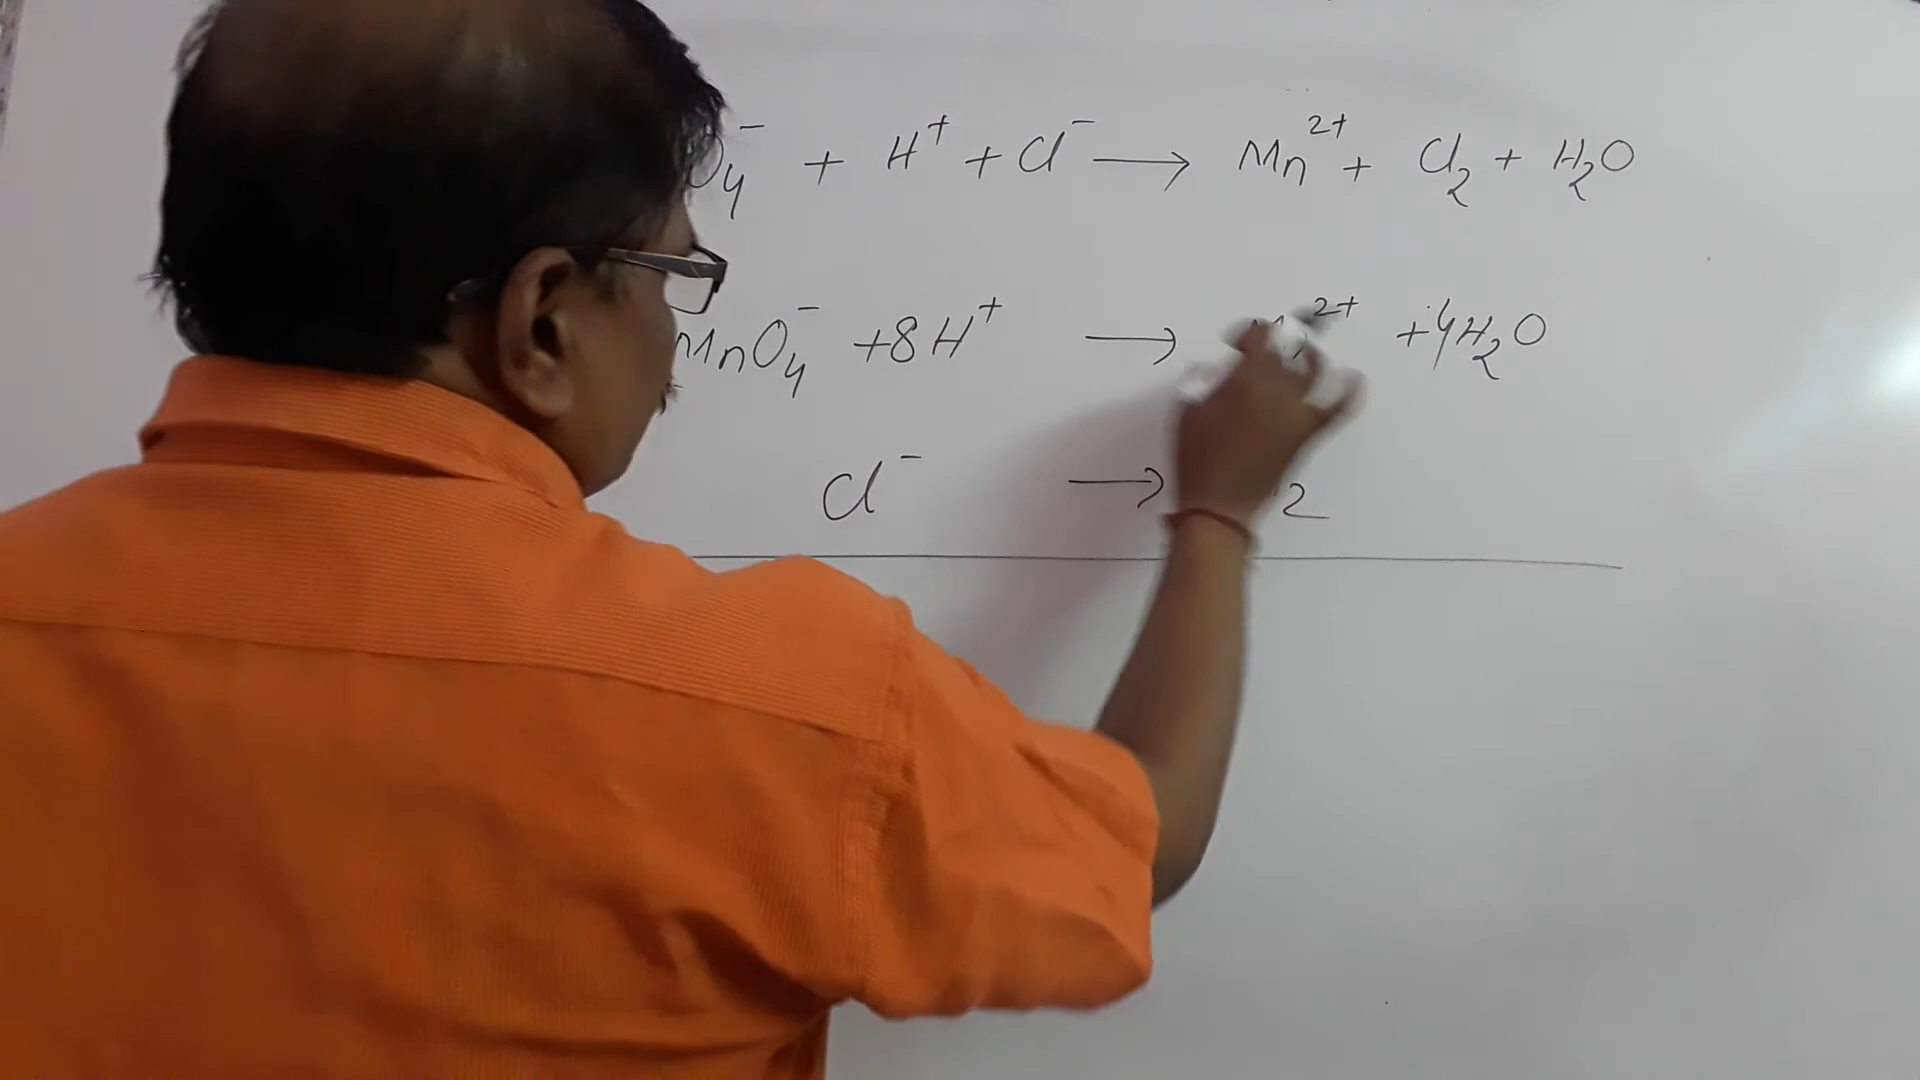 O₄⁻ + H⁺ + Cl⁻ ⟶ Mn²⁺ + Cl₂ + H₂O
MnO₄⁻ + 8H⁺ ⟶ ²⁺ + 4H₂O
Cl⁻ ⟶ 2